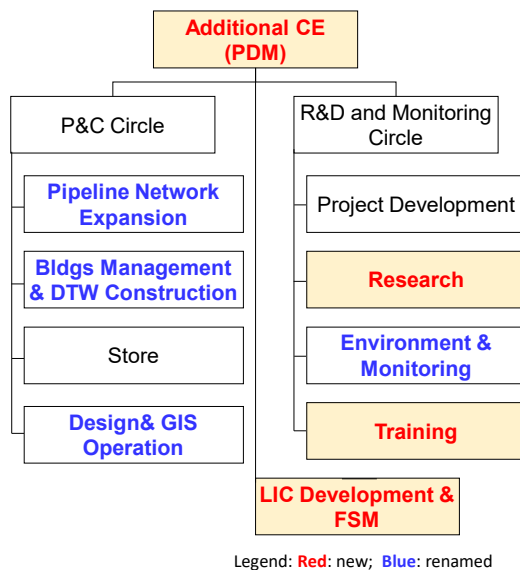 Additional CE
(PDM)
P&C Circle
R&D and Monitoring
Circle
Pipeline Network
Expansion
Project Development
Bldgs Management
& DTW Construction
Research
Store
Environment &
Monitoring
Design& GIS
Operation
Training
LIC Development &
FSM
Legend: Red: new; Blue: renamed